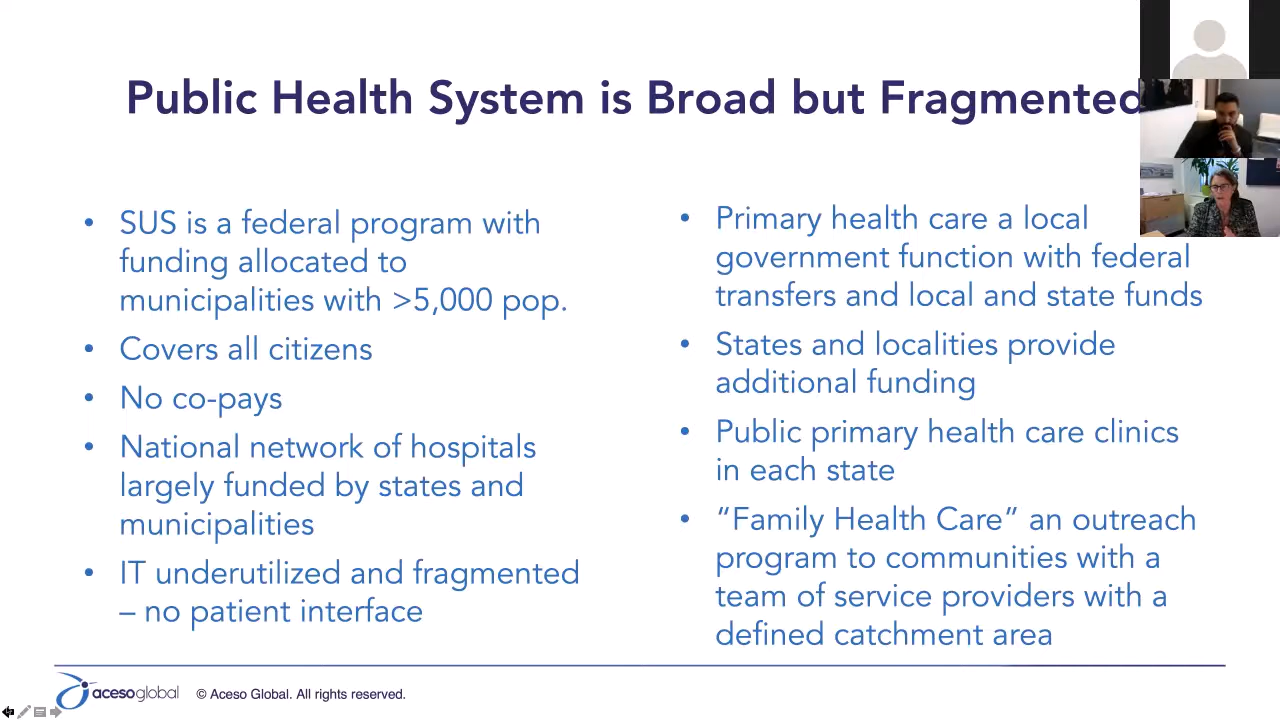 Public Health System is Broad but Fragmented
• SUS is a federal program with
funding allocated to
municipalities with >5,000 pop.
• Covers all citizens
• No co-pays
• National network of hospitals
largely funded by states and
municipalities
• IT underutilized and fragmented
– no patient interface
• Primary health care a local
government function with federal
transfers and local and state funds
• States and localities provide
additional funding
• Public primary health care clinics
in each state
• “Family Health Care” an outreach
program to communities with a
team of service providers with a
defined catchment area
acesoglobal
© Aceso Global. All rights reserved.